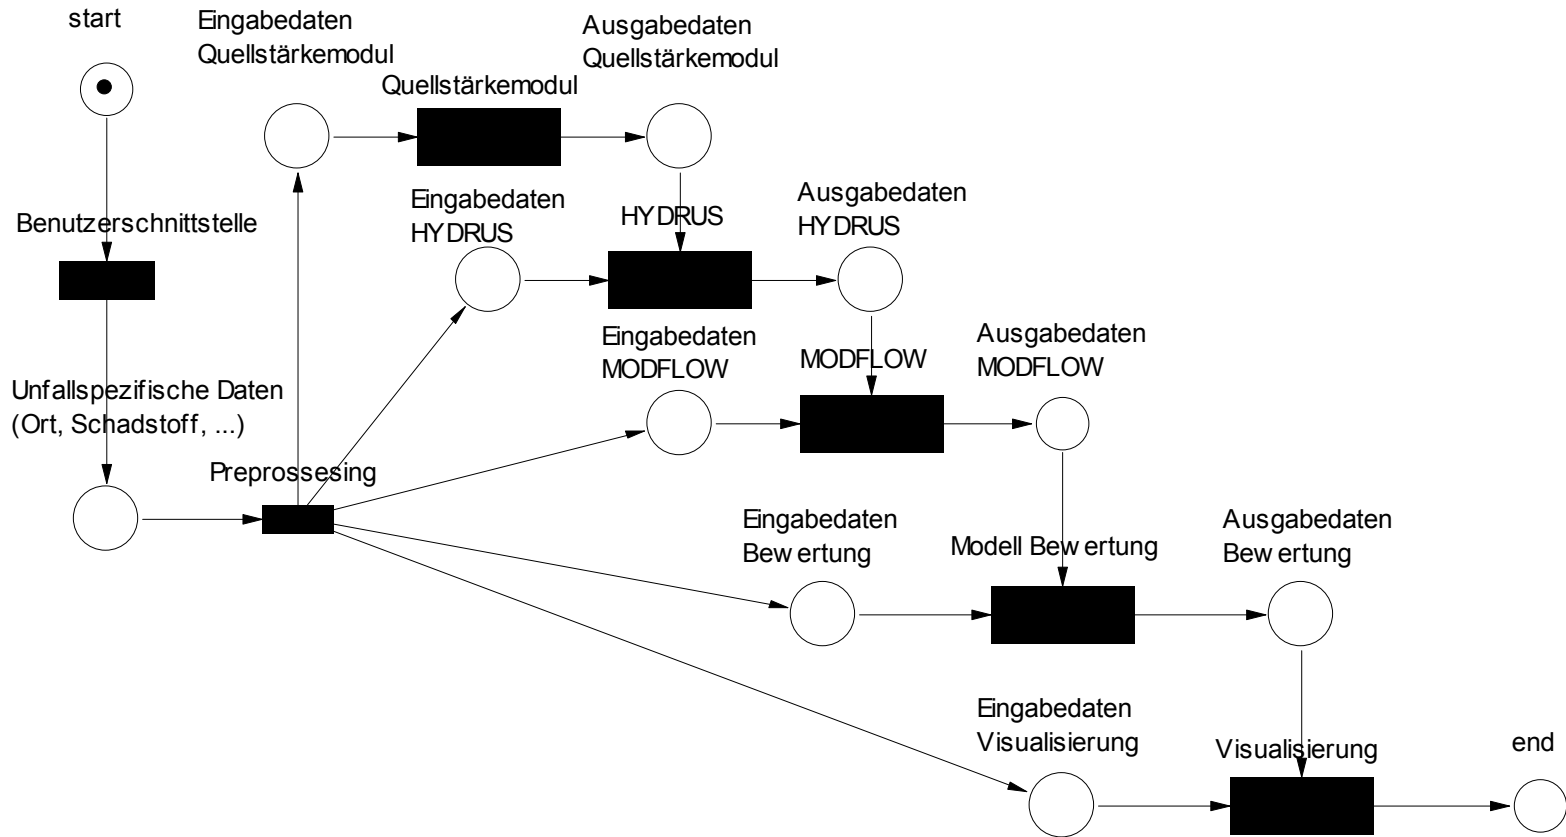 start
Eingabedaten
Quellstärkemodul
Ausgabedaten
Quellstärkemodul
Quellstärkemodul
Eingabedaten
HYDRUS
HYDRUS
Ausgabedaten
HYDRUS
Benutzerschnittstelle
Eingabedaten
MODFLOW
MODFLOW
Ausgabedaten
MODFLOW
Unfallspezifische Daten
(Ort, Schadstoff, ...)
Preprossesing
Eingabedaten
Bewertung
Modell Bewertung
Ausgabedaten
Bewertung
Eingabedaten
Visualisierung
Visualisierung
end